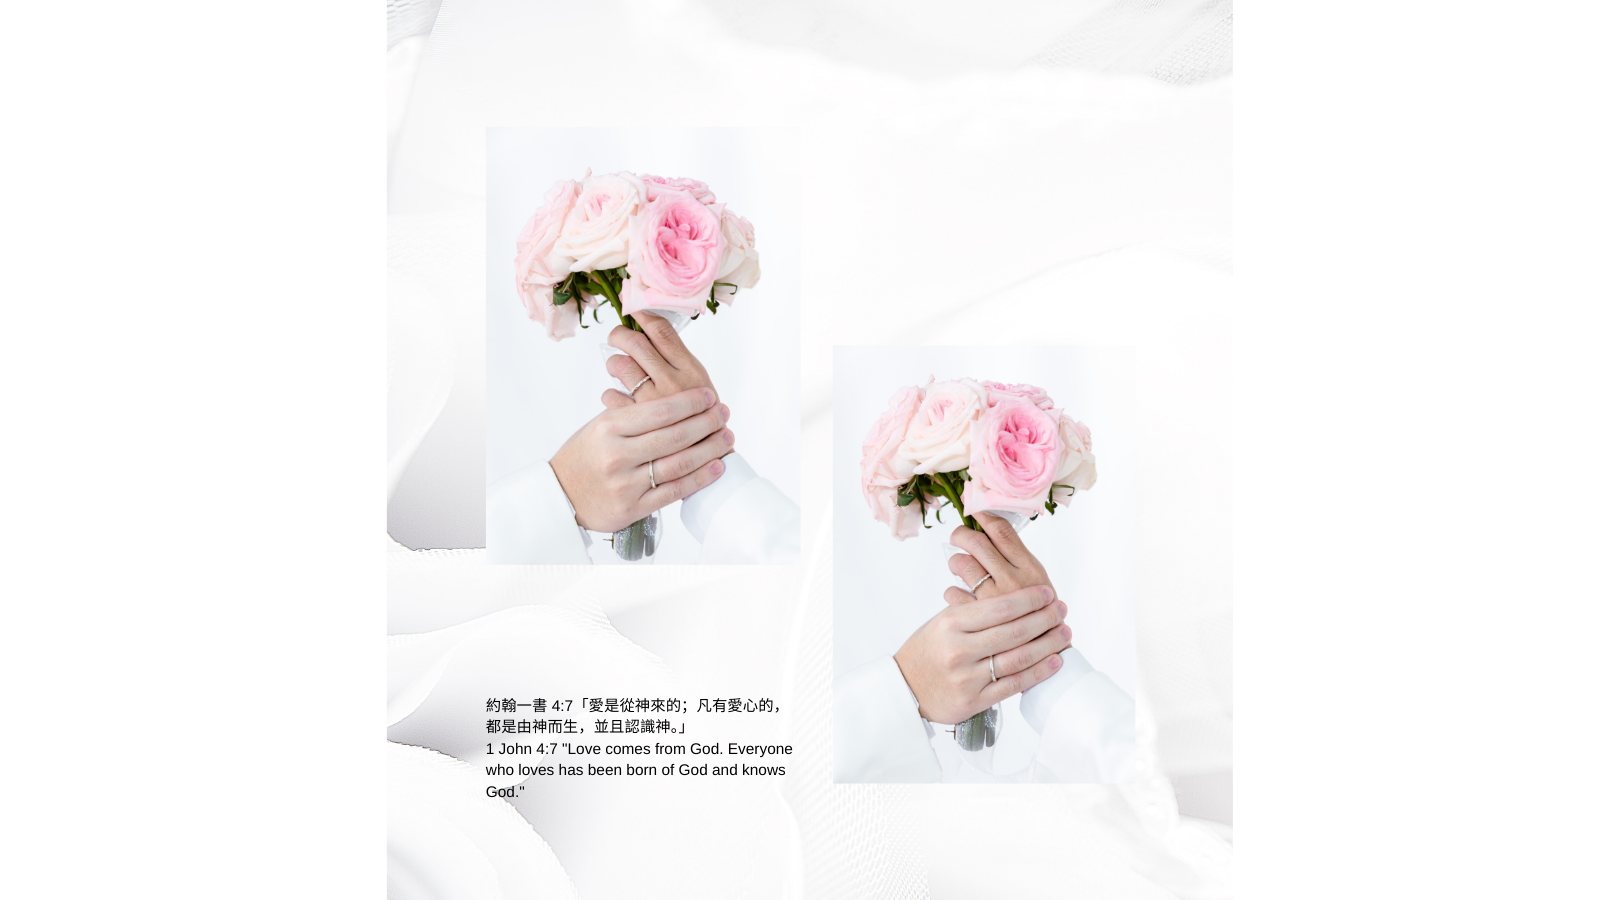 約翰一書 4:7「愛是從神來的；凡有愛心的，
都是由神而生，並且認識神。」
1 John 4:7 "Love comes from God. Everyone
who loves has been born of God and knows
God."